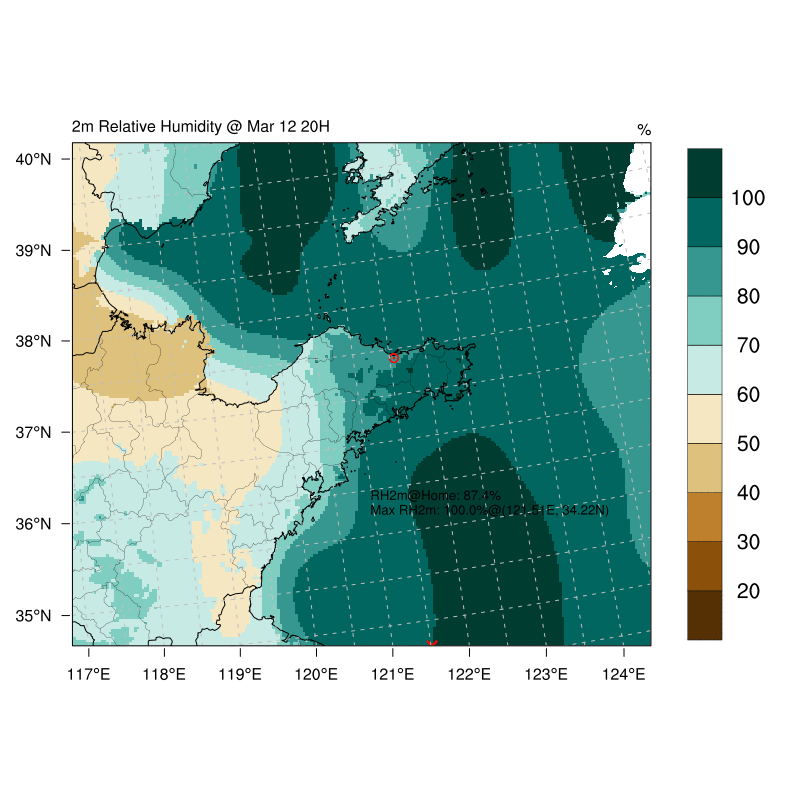 2m Relative Humidity @ Mar 12 20H
%
40°N
39°N
38°N
37°N
36°N
35°N
117°E
118°E
119°E
120°E
121°E
122°E
123°E
124°E
RH2m@Home: 87.4%
Max RH2m: 100.0%@(121.51E, 34.22N)
100
90
80
70
60
50
40
30
20